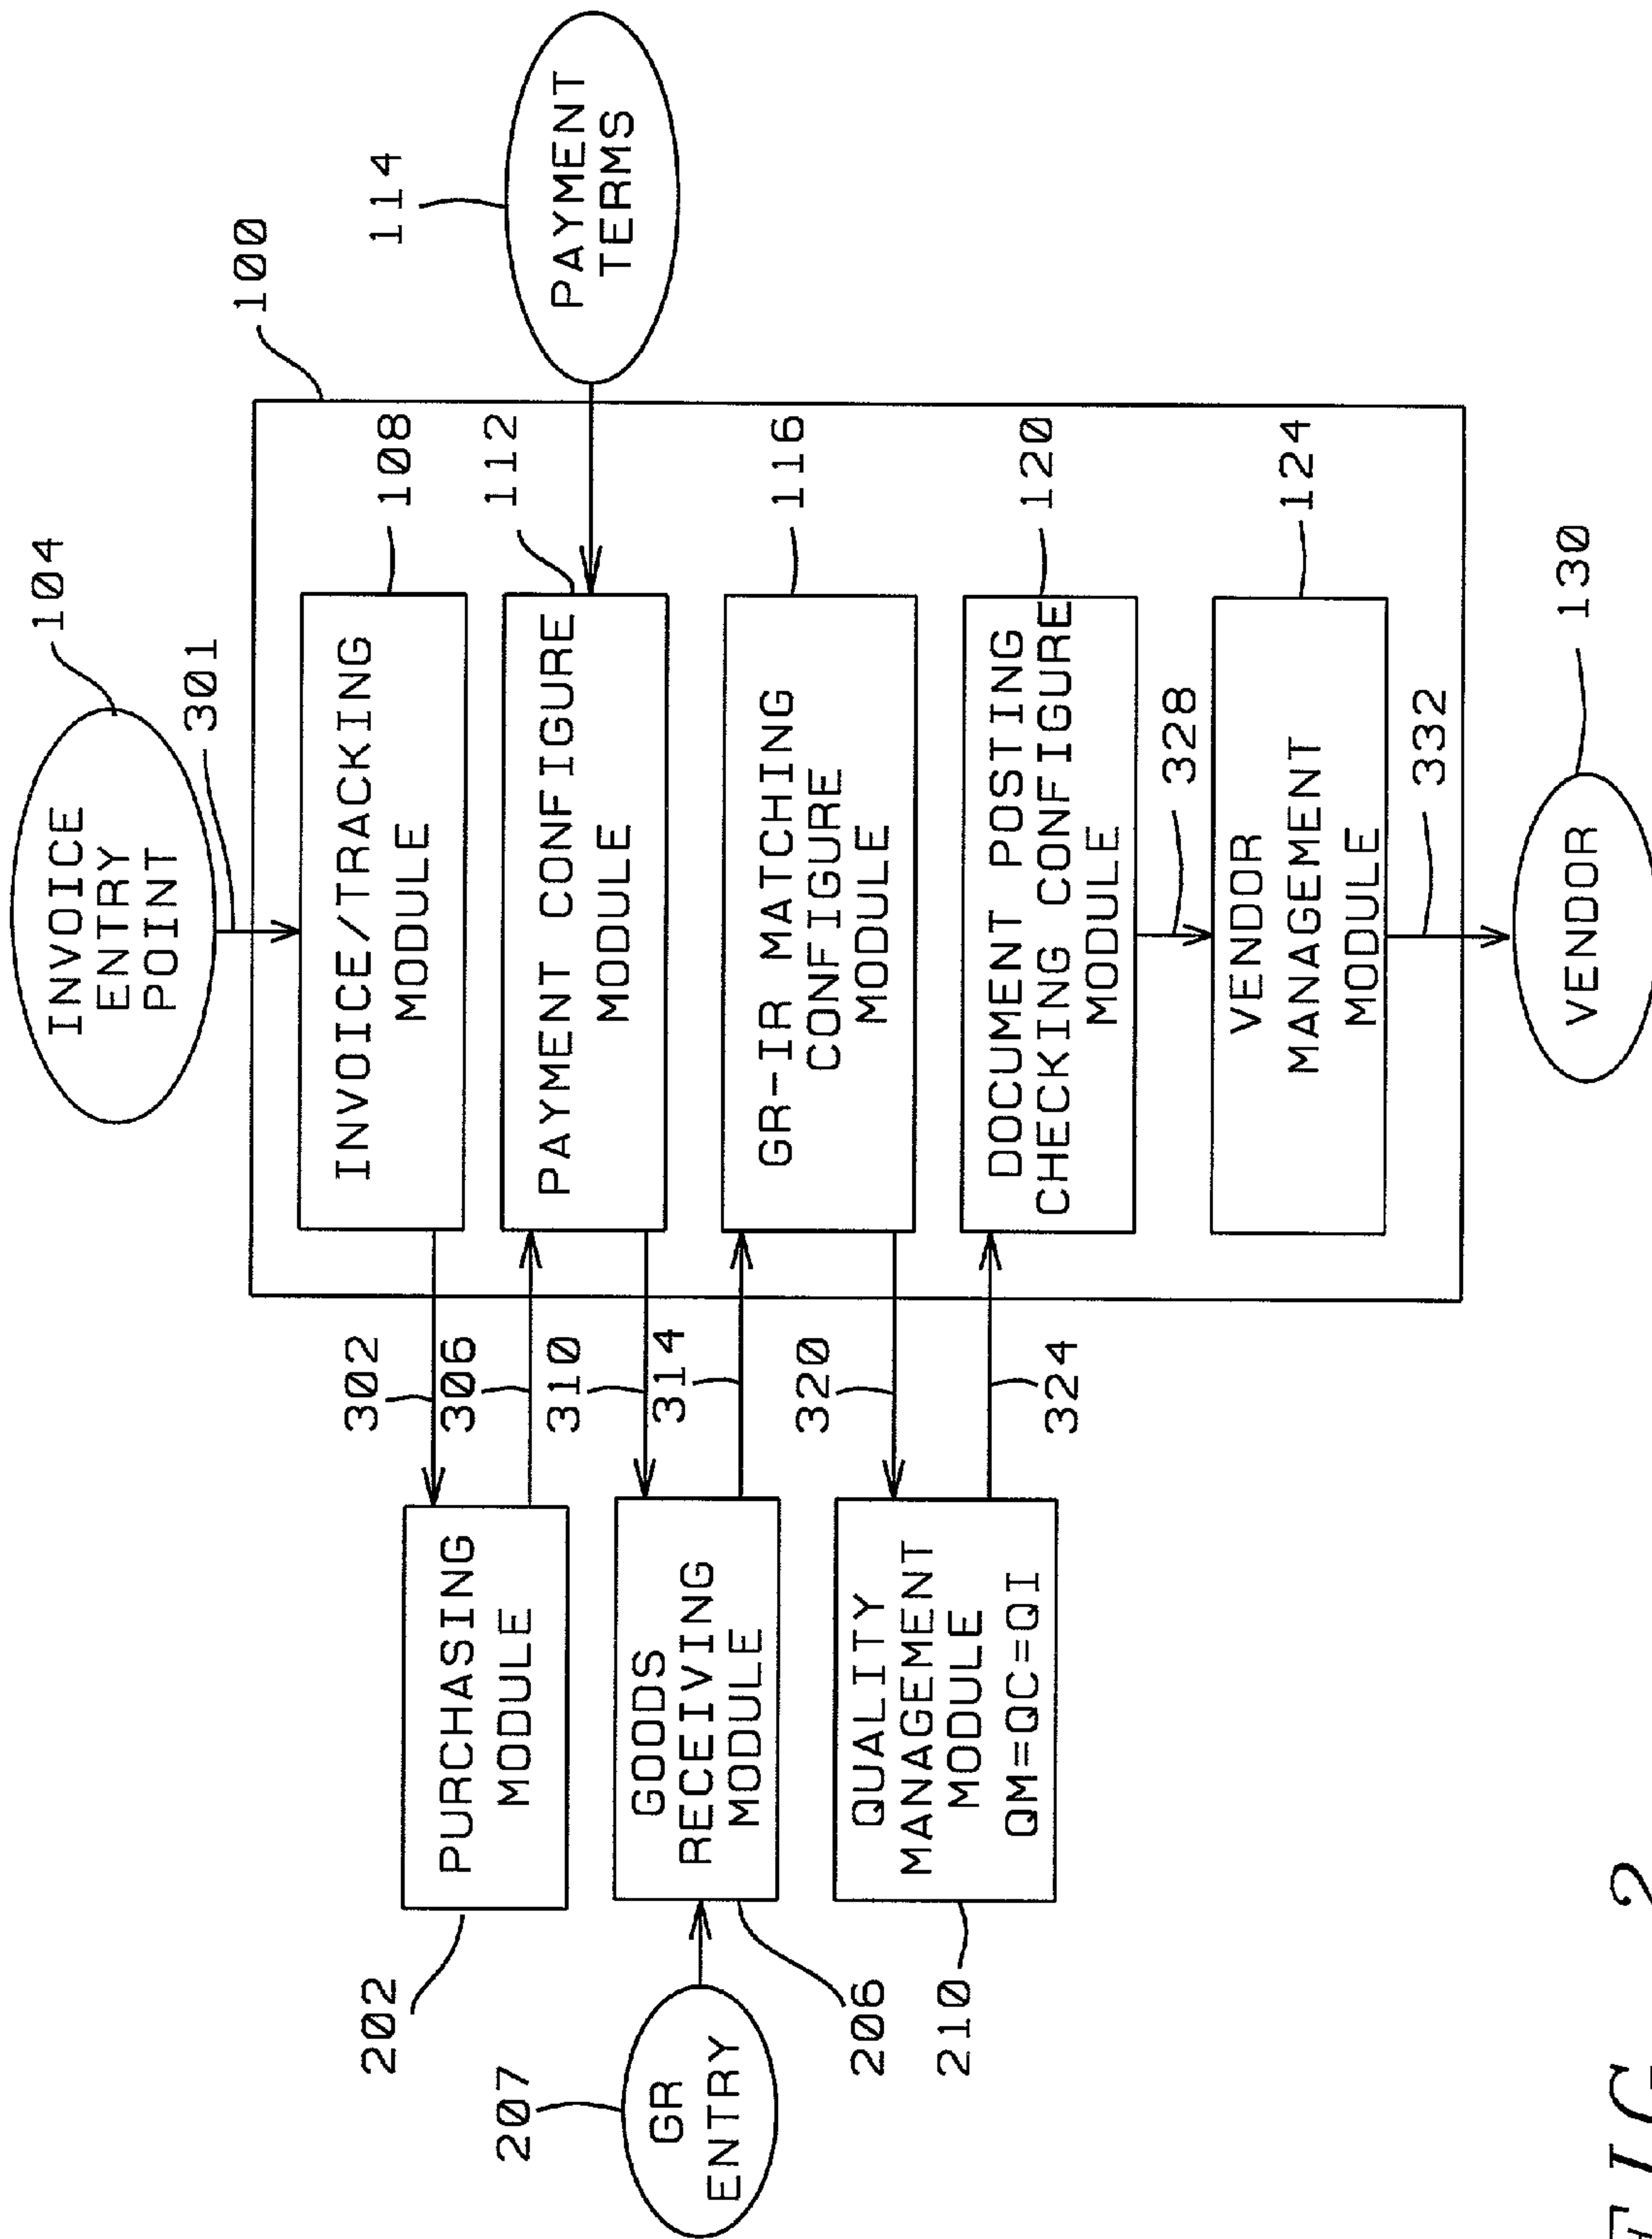 INVOICE
ENTRY
POINT
104
301
100
INVOICE/TRACKING
MODULE
108
114
PAYMENT
TERMS
PAYMENT CONFIGURE
MODULE
112
GR-IR MATCHING
CONFIGURE
MODULE
116
DOCUMENT POSTING
CHECKING CONFIGURE
MODULE
120
328
VENDOR
MANAGEMENT
MODULE
124
332
VENDOR
130
302
306
310
314
320
324
PURCHASING
MODULE
202
GOODS
RECEIVING
MODULE
206
GR
ENTRY
207
QUALITY
MANAGEMENT
MODULE
QM=QC=QI
210
FIG. 2